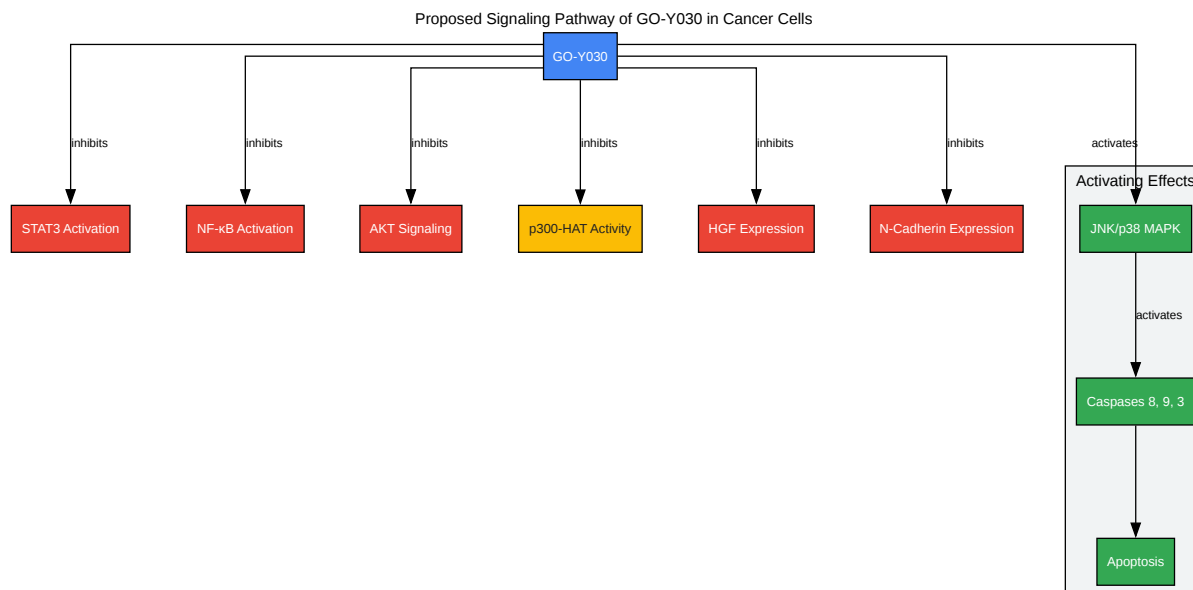 Proposed Signaling Pathway of GO-Y030 in Cancer Cells
GO-Y030
inhibits
inhibits
inhibits
inhibits
inhibits
inhibits
activates
Activating Effects
STAT3 Activation
NF-κB Activation
AKT Signaling
p300-HAT Activity
HGF Expression
N-Cadherin Expression
JNK/p38 MAPK
activates
Caspases 8, 9, 3
Apoptosis